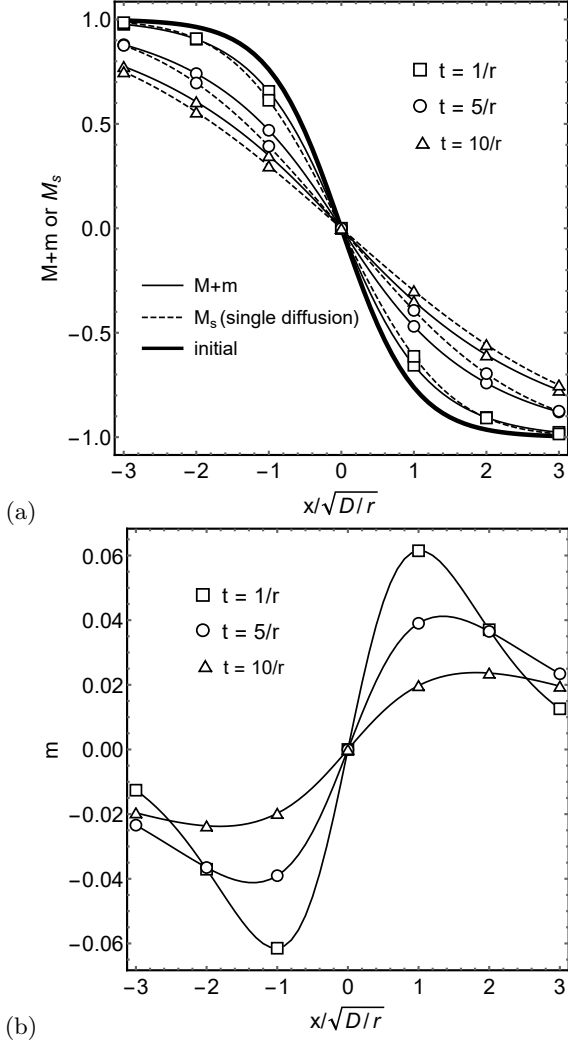 1.0
0.5
0.0
−0.5
−1.0
M+m or Mₛ
t = 1/r
t = 5/r
t = 10/r
M+m
Mₛ (single diffusion)
initial
−3 −2 −1 0 1 2 3
x/√D/r
(a)
0.06
0.04
0.02
0.00
−0.02
−0.04
−0.06
m
t = 1/r
t = 5/r
t = 10/r
−3 −2 −1 0 1 2 3
x/√D/r
(b)